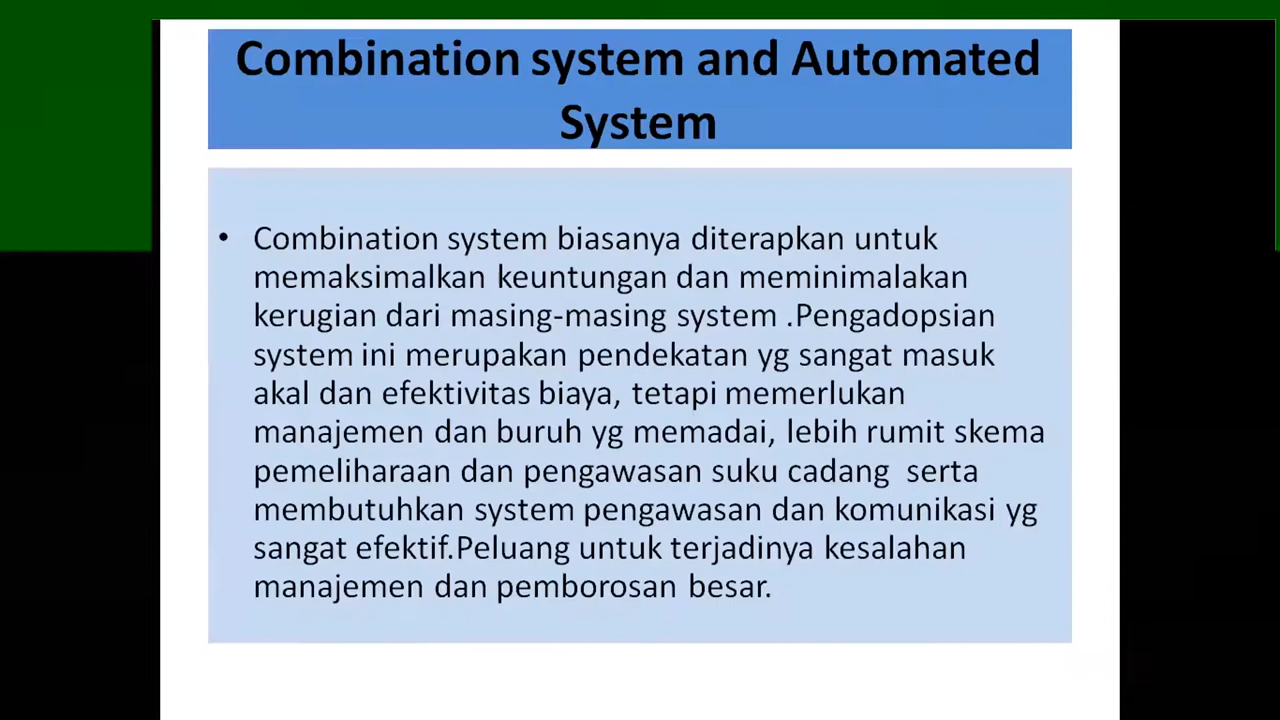 Combination system and Automated
System
• Combination system biasanya diterapkan untuk
memaksimalkan keuntungan dan meminimalakan
kerugian dari masing-masing system .Pengadopsian
system ini merupakan pendekatan yg sangat masuk
akal dan efektivitas biaya, tetapi memerlukan
manajemen dan buruh yg memadai, lebih rumit skema
pemeliharaan dan pengawasan suku cadang  serta
membutuhkan system pengawasan dan komunikasi yg
sangat efektif.Peluang untuk terjadinya kesalahan
manajemen dan pemborosan besar.